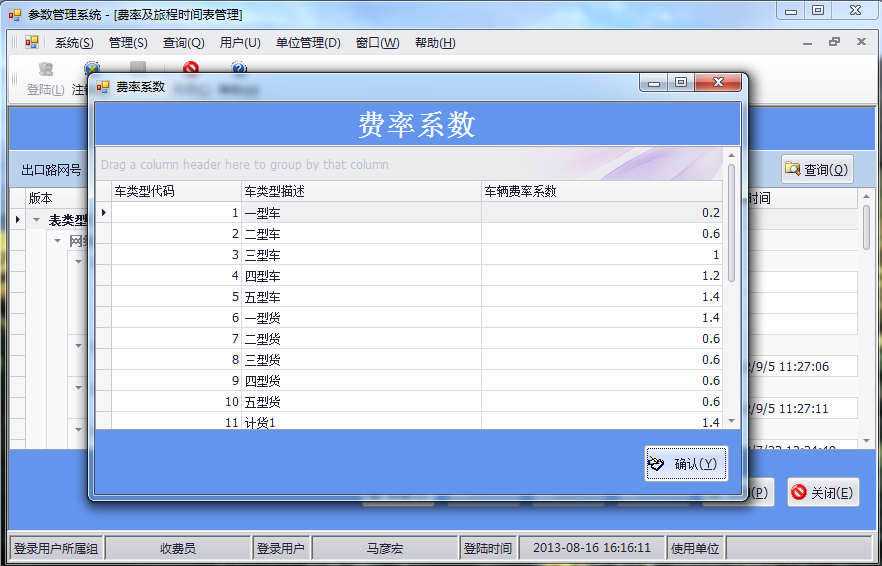 参数管理系统 - [费率及旅程时间表管理]
系统(S) 管理(S) 查询(Q) 用户(U) 单位管理(D) 窗口(W) 帮助(H)
登陆(L)
费率系数
费率系数
出口路网号
查询(Q)
Drag a column header here to group by that column
版本
时间
车类型代码 车类型描述 车辆费率系数
表类型
1 一型车 0.2
2 二型车 0.6
3 三型车 1
4 四型车 1.2
5 五型车 1.4
6 一型货 1.4
7 二型货 0.6
8 三型货 0.6
9 四型货 0.6
10 五型货 0.6
11 计货1 1.4
2/9/5 11:27:06
2/9/5 11:27:11
确认(Y)
(P)
关闭(E)
登录用户所属组 收费员 登录用户 马彦宏 登陆时间 2013-08-16 16:16:11 使用单位